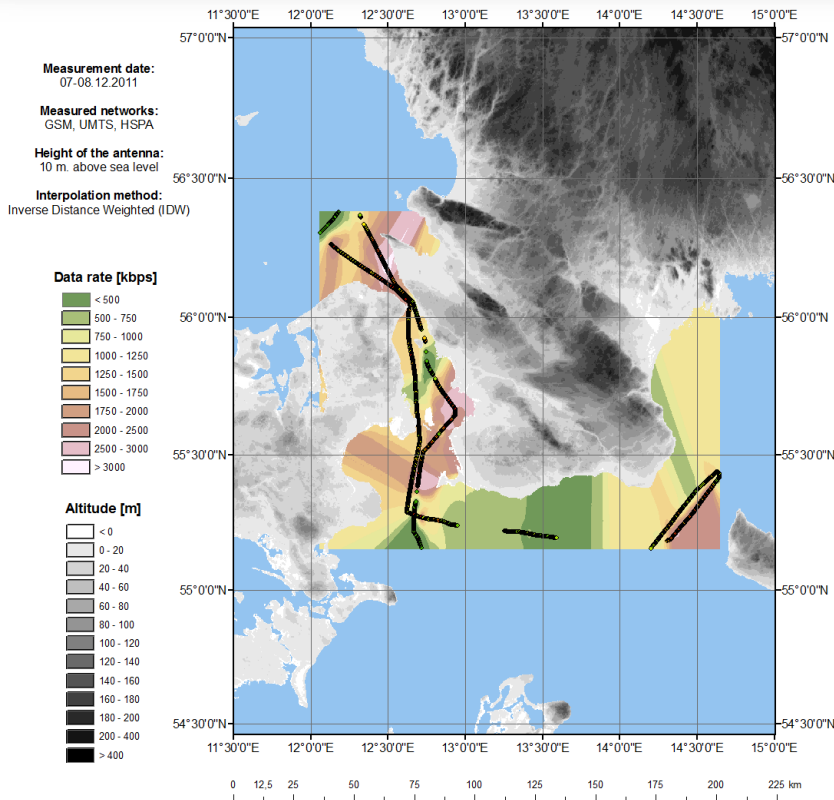 11°30'0"E 12°0'0"E 12°30'0"E 13°0'0"E 13°30'0"E 14°0'0"E 14°30'0"E 15°0'0"E
57°0'0"N 57°0'0"N
Measurement date:
07-08.12.2011
Measured networks:
GSM, UMTS, HSPA
Height of the antenna:
10 m. above sea level
56°30'0"N 56°30'0"N
Interpolation method:
Inverse Distance Weighted (IDW)
Data rate [kbps]
< 500
500 - 750
56°0'0"N 56°0'0"N
750 - 1000
1000 - 1250
1250 - 1500
1500 - 1750
1750 - 2000
2000 - 2500
2500 - 3000
55°30'0"N 55°30'0"N
> 3000
Altitude [m]
< 0
0 - 20
20 - 40
40 - 60
55°0'0"N 55°0'0"N
60 - 80
80 - 100
100 - 120
120 - 140
140 - 160
160 - 180
180 - 200
54°30'0"N 54°30'0"N
200 - 400
> 400
11°30'0"E 12°0'0"E 12°30'0"E 13°0'0"E 13°30'0"E 14°0'0"E 14°30'0"E 15°0'0"E
0 12,5 25 50 75 100 125 150 175 200 225 km